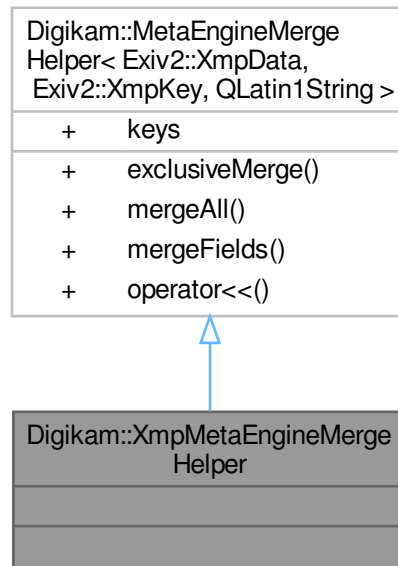 Digikam::MetaEngineMerge
Helper< Exiv2::XmpData,
Exiv2::XmpKey, QLatin1String >
+ keys
+ exclusiveMerge()
+ mergeAll()
+ mergeFields()
+ operator<<()
Digikam::XmpMetaEngineMerge
Helper